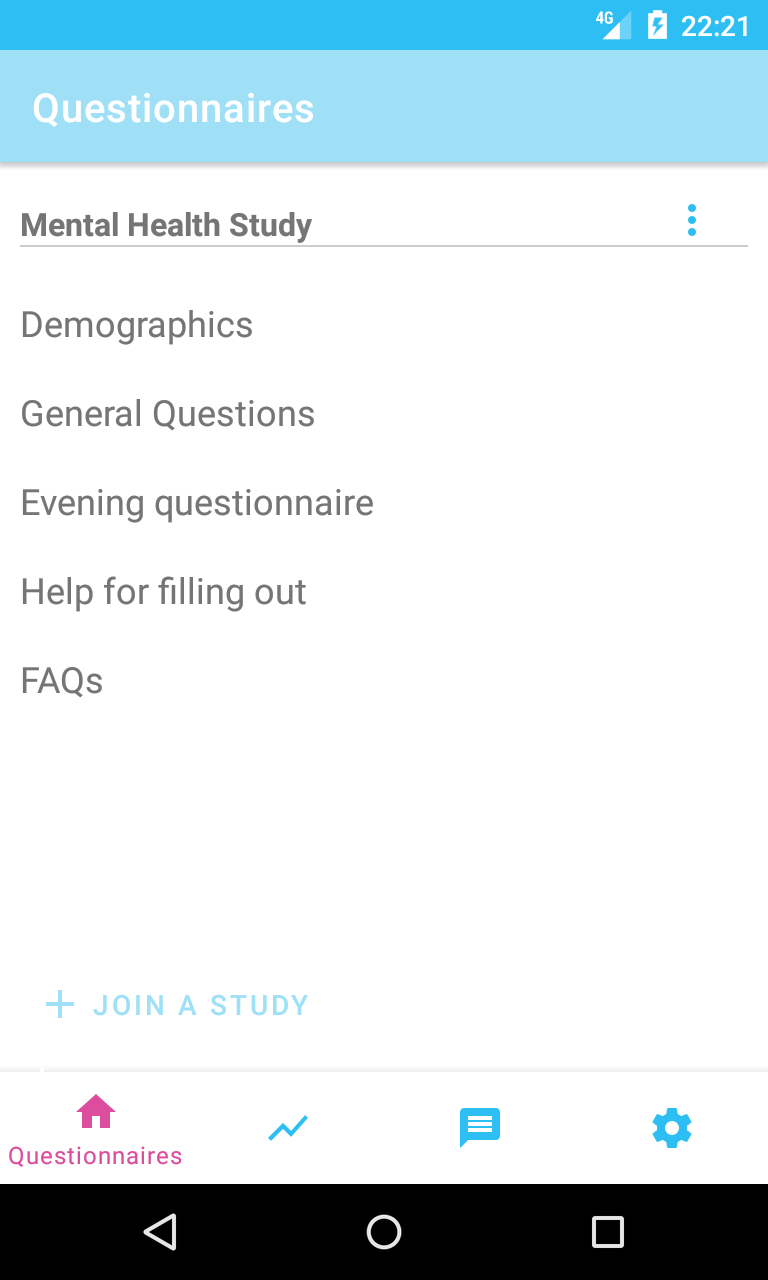 4G 22:21
Questionnaires
Mental Health Study
Demographics
General Questions
Evening questionnaire
Help for filling out
FAQs
JOIN A STUDY
Questionnaires